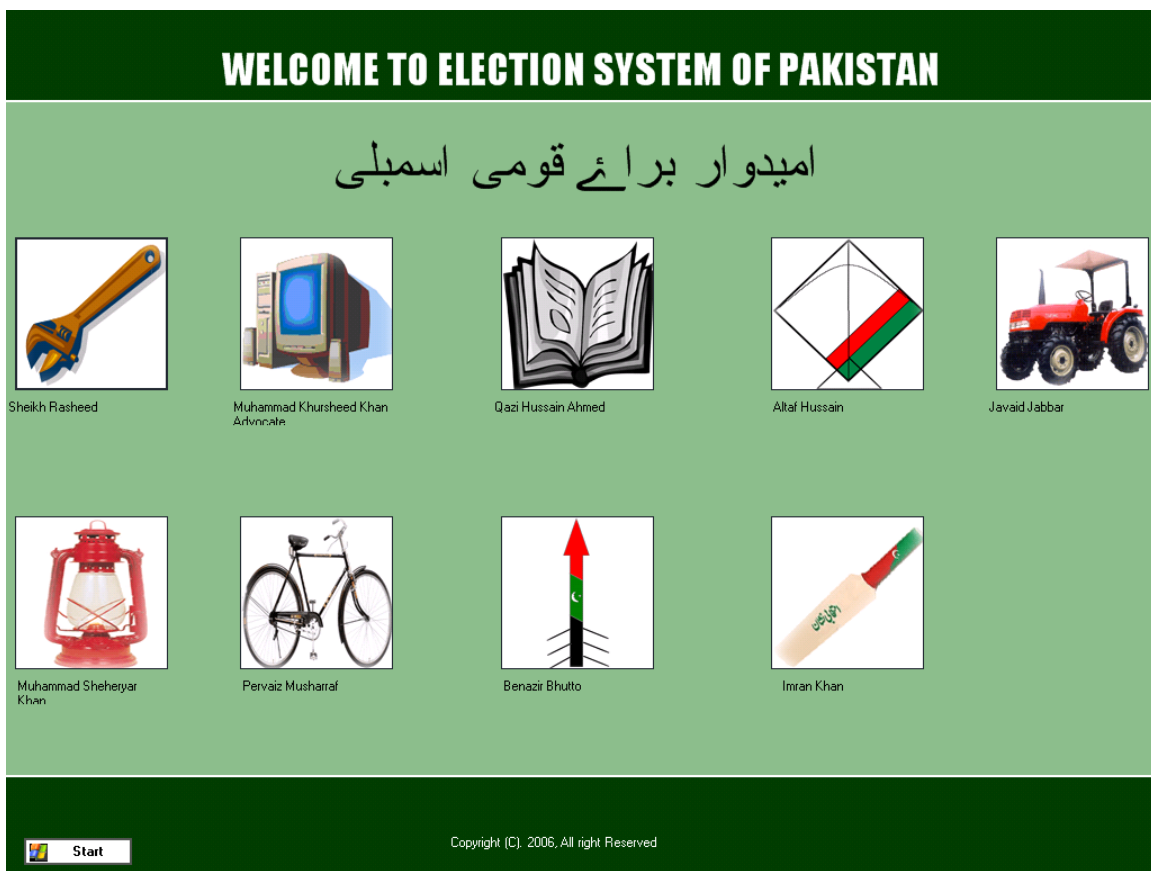 WELCOME TO ELECTION SYSTEM OF PAKISTAN
امیدوار برائے قومی اسمبلی
Sheikh Rasheed
Muhammad Khursheed Khan
Advocate
Qazi Hussain Ahmed
Altaf Hussain
Javaid Jabbar
Muhammad Sheheryar
Khan
Pervaiz Musharraf
Benazir Bhutto
Imran Khan
Copyright (C). 2006, All right Reserved
Start